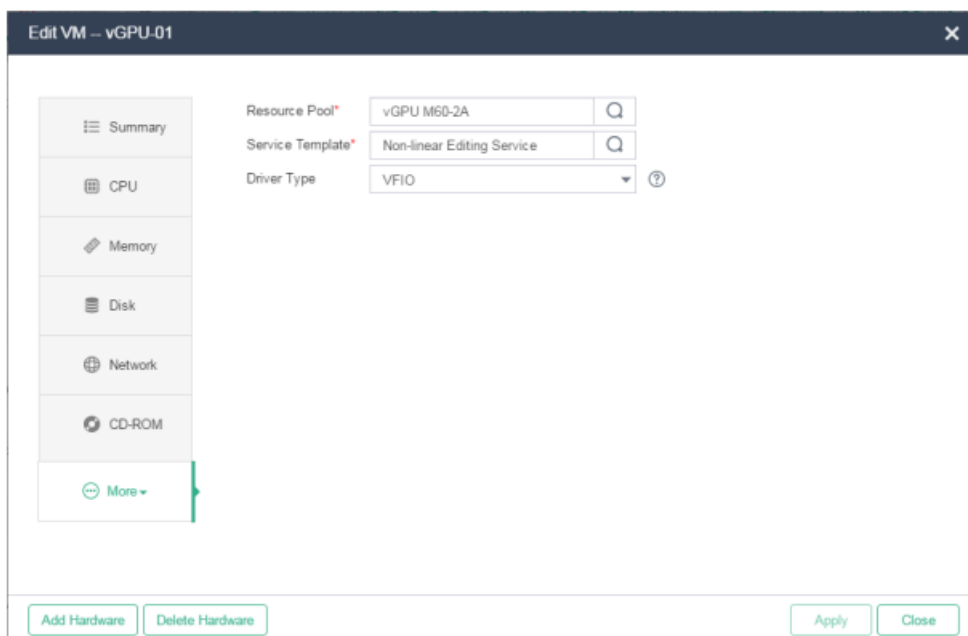 Edit VM -- vGPU-01
Summary
CPU
Memory
Disk
Network
CD-ROM
More
Resource Pool* vGPU M60-2A
Service Template* Non-linear Editing Service
Driver Type VFIO
Add Hardware Delete Hardware Apply Close